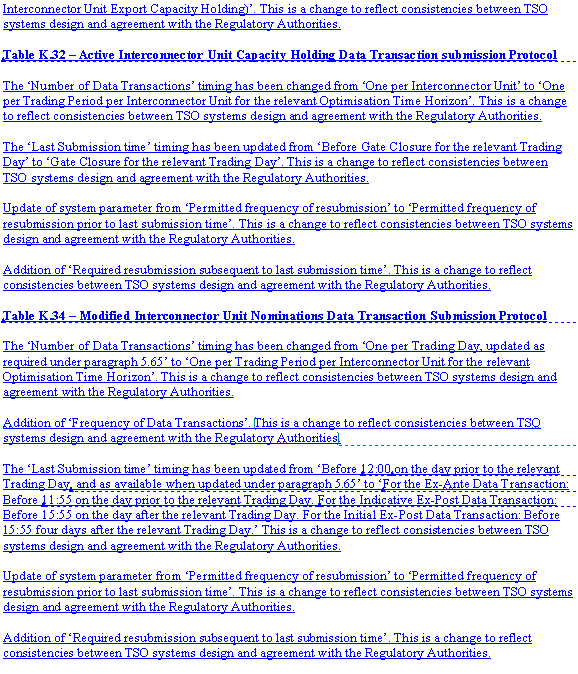 Interconnector Unit Export Capacity Holding)’. This is a change to reflect consistencies between TSO
systems design and agreement with the Regulatory Authorities.
Table K.32 – Active Interconnector Unit Capacity Holding Data Transaction submission Protocol
The ‘Number of Data Transactions’ timing has been changed from ‘One per Interconnector Unit’ to ‘One
per Trading Period per Interconnector Unit for the relevant Optimisation Time Horizon’. This is a change
to reflect consistencies between TSO systems design and agreement with the Regulatory Authorities.
The ‘Last Submission time’ timing has been updated from ‘Before Gate Closure for the relevant Trading
Day’ to ‘Gate Closure for the relevant Trading Day’. This is a change to reflect consistencies between
TSO systems design and agreement with the Regulatory Authorities.
Update of system parameter from ‘Permitted frequency of resubmission’ to ‘Permitted frequency of
resubmission prior to last submission time’. This is a change to reflect consistencies between TSO systems
design and agreement with the Regulatory Authorities.
Addition of ‘Required resubmission subsequent to last submission time’. This is a change to reflect
consistencies between TSO systems design and agreement with the Regulatory Authorities.
Table K.34 – Modified Interconnector Unit Nominations Data Transaction Submission Protocol
The ‘Number of Data Transactions’ timing has been changed from ‘One per Trading Day, updated as
required under paragraph 5.65’ to ‘One per Trading Period per Interconnector Unit for the relevant
Optimisation Time Horizon’. This is a change to reflect consistencies between TSO systems design and
agreement with the Regulatory Authorities.
Addition of ‘Frequency of Data Transactions’. This is a change to reflect consistencies between TSO
systems design and agreement with the Regulatory Authorities.
The ‘Last Submission time’ timing has been updated from ‘Before 12:00 on the day prior to the relevant
Trading Day, and as available when updated under paragraph 5.65’ to ‘For the Ex-Ante Data Transaction:
Before 11:55 on the day prior to the relevant Trading Day. For the Indicative Ex-Post Data Transaction:
Before 15:55 on the day after the relevant Trading Day. For the Initial Ex-Post Data Transaction: Before
15:55 four days after the relevant Trading Day.’ This is a change to reflect consistencies between TSO
systems design and agreement with the Regulatory Authorities.
Update of system parameter from ‘Permitted frequency of resubmission’ to ‘Permitted frequency of
resubmission prior to last submission time’. This is a change to reflect consistencies between TSO systems
design and agreement with the Regulatory Authorities.
Addition of ‘Required resubmission subsequent to last submission time’. This is a change to reflect
consistencies between TSO systems design and agreement with the Regulatory Authorities.